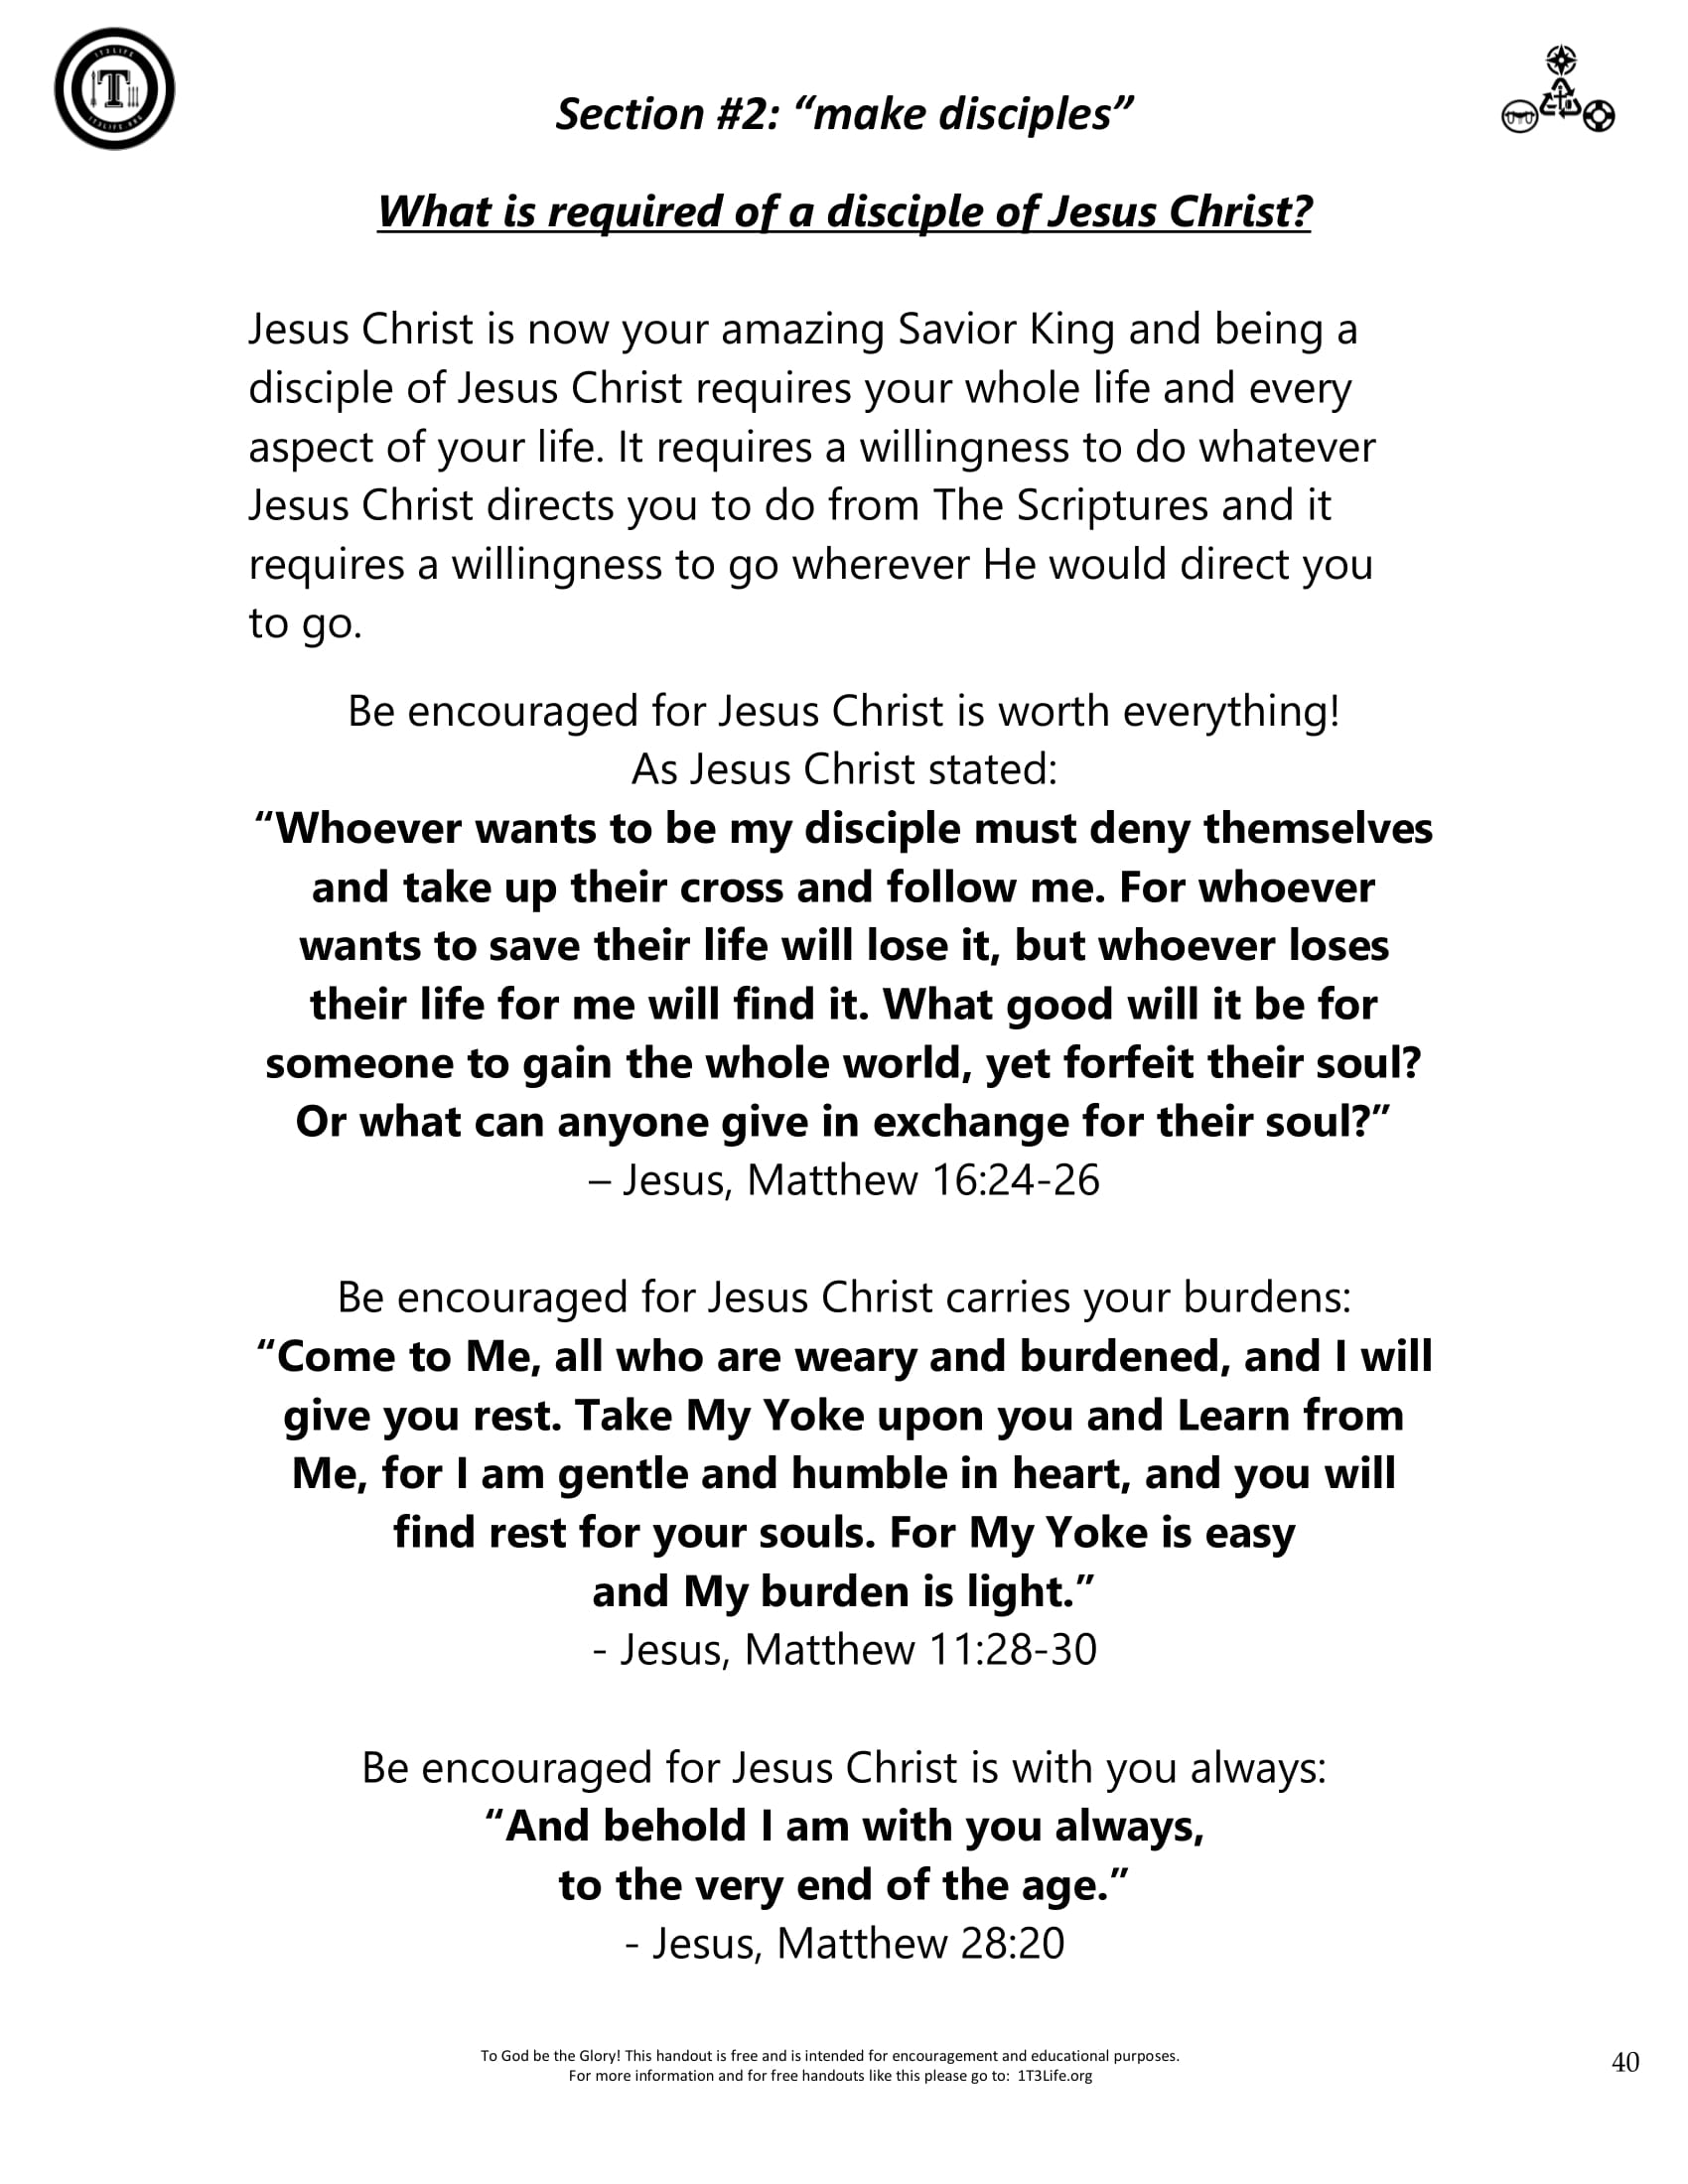 1T3LIFE
T
1T3LIFE.ORG
Section #2: “make disciples”
What is required of a disciple of Jesus Christ?
Jesus Christ is now your amazing Savior King and being a
disciple of Jesus Christ requires your whole life and every
aspect of your life. It requires a willingness to do whatever
Jesus Christ directs you to do from The Scriptures and it
requires a willingness to go wherever He would direct you
to go.
Be encouraged for Jesus Christ is worth everything!
As Jesus Christ stated:
“Whoever wants to be my disciple must deny themselves
and take up their cross and follow me. For whoever
wants to save their life will lose it, but whoever loses
their life for me will find it. What good will it be for
someone to gain the whole world, yet forfeit their soul?
Or what can anyone give in exchange for their soul?”
– Jesus, Matthew 16:24-26
Be encouraged for Jesus Christ carries your burdens:
“Come to Me, all who are weary and burdened, and I will
give you rest. Take My Yoke upon you and Learn from
Me, for I am gentle and humble in heart, and you will
find rest for your souls. For My Yoke is easy
and My burden is light.”
- Jesus, Matthew 11:28-30
Be encouraged for Jesus Christ is with you always:
“And behold I am with you always,
to the very end of the age.”
- Jesus, Matthew 28:20
To God be the Glory! This handout is free and is intended for encouragement and educational purposes.
For more information and for free handouts like this please go to:  1T3Life.org
40